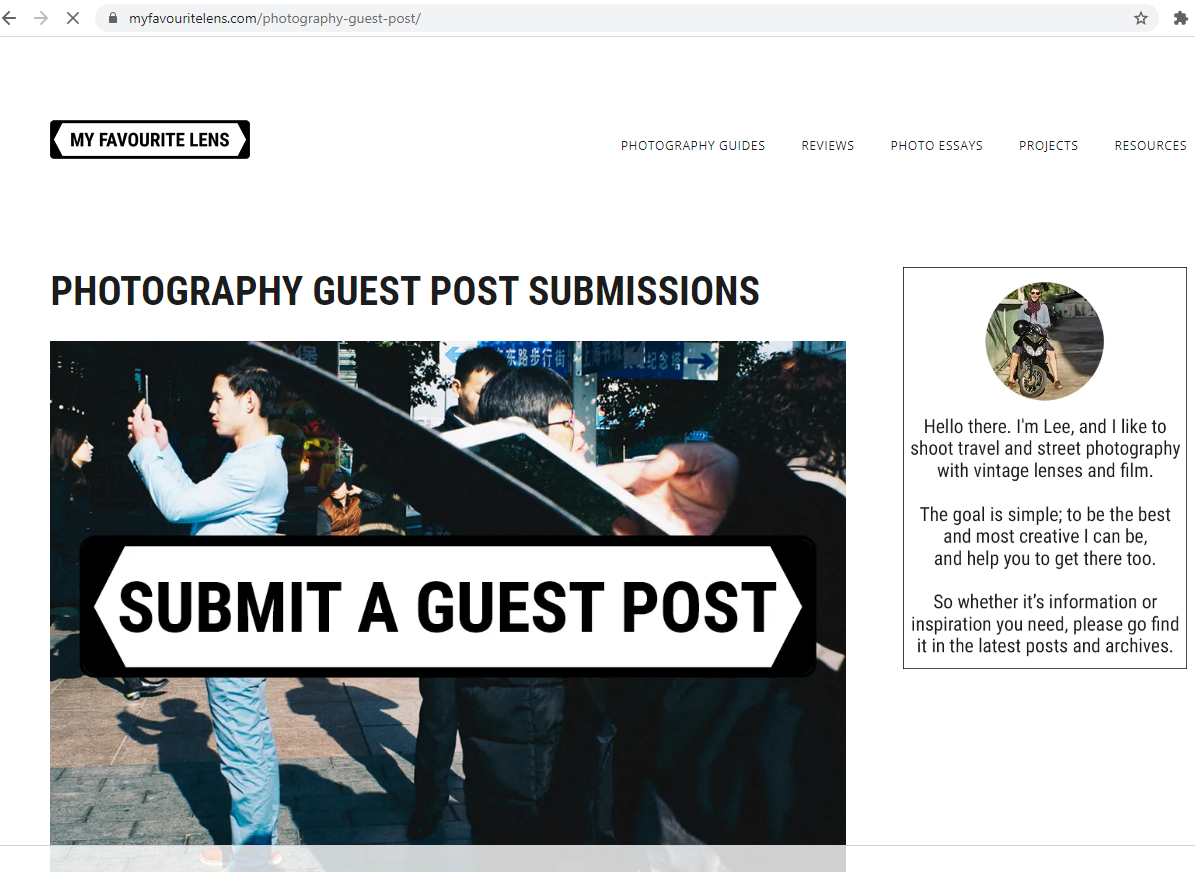 myfavouritelens.com/photography-guest-post/
MY FAVOURITE LENS
PHOTOGRAPHY GUIDES
REVIEWS
PHOTO ESSAYS
PROJECTS
RESOURCES
PHOTOGRAPHY GUEST POST SUBMISSIONS
东路步行街
纪念塔
SUBMIT A GUEST POST
Hello there. I'm Lee, and I like to
shoot travel and street photography
with vintage lenses and film.
The goal is simple; to be the best
and most creative I can be,
and help you to get there too.
So whether it's information or
inspiration you need, please go find
it in the latest posts and archives.